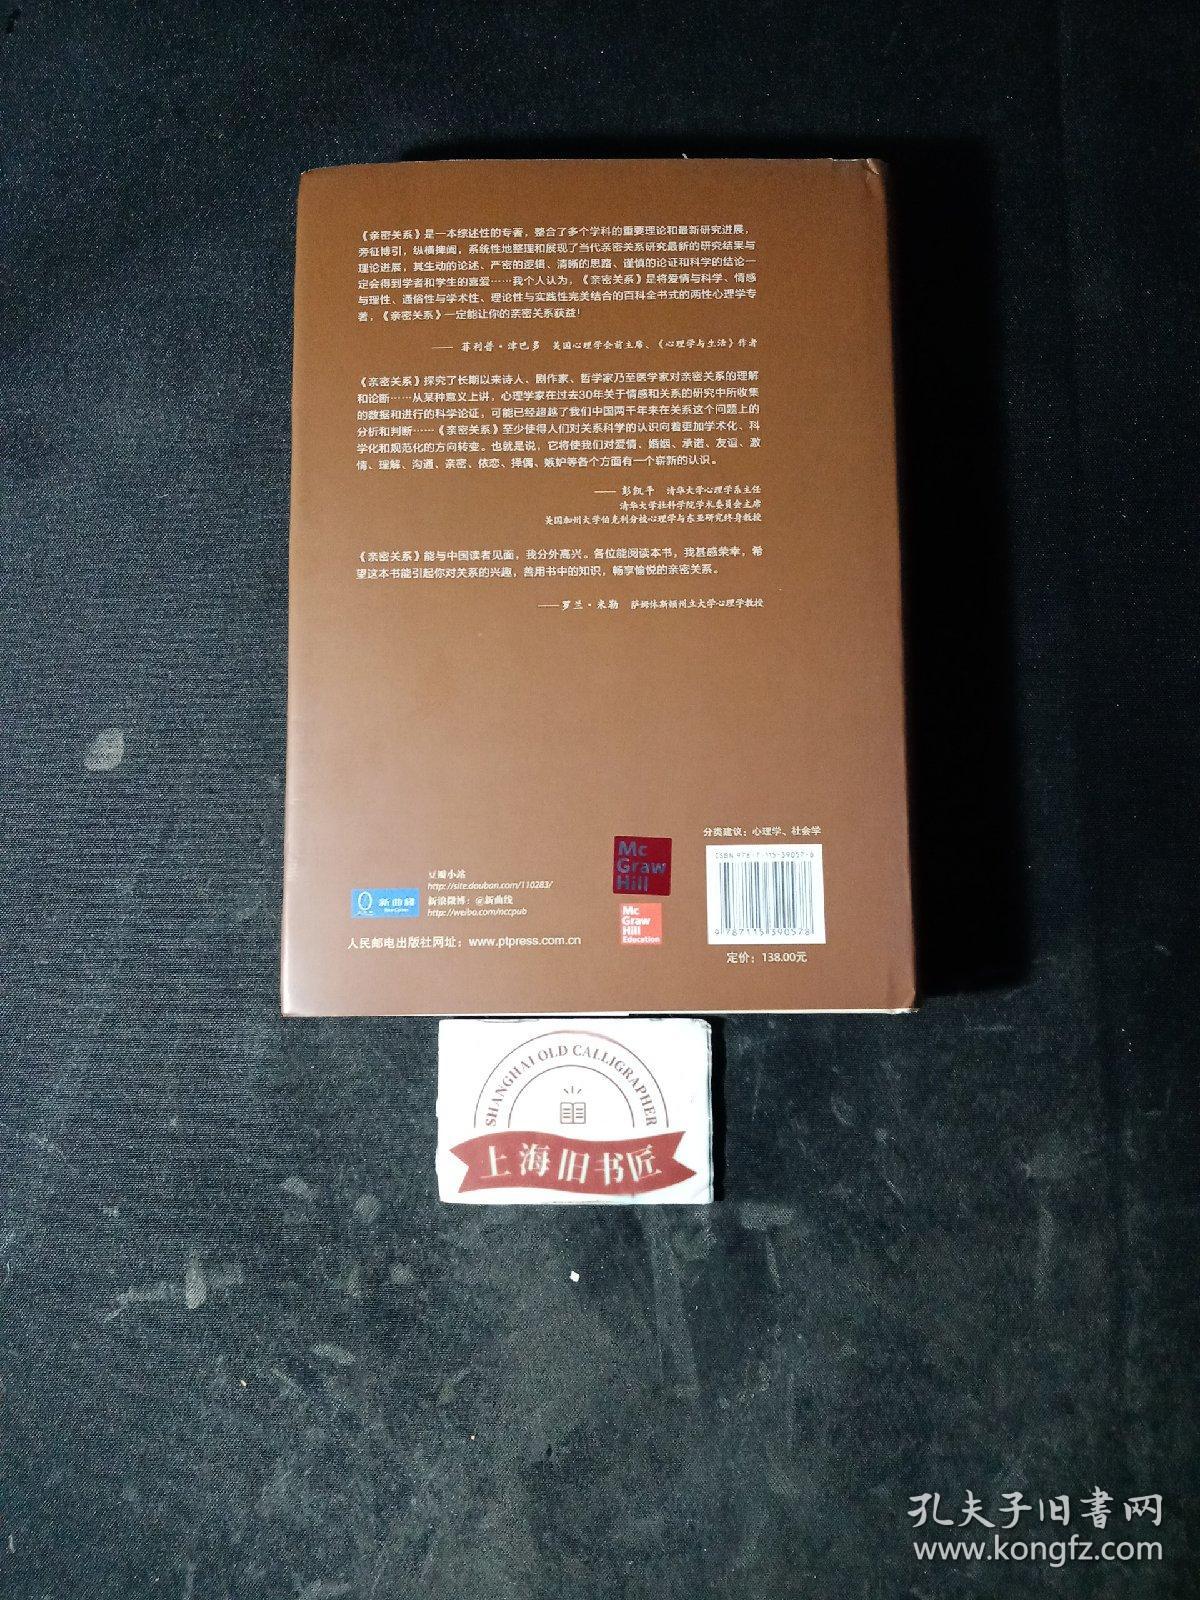 《亲密关系》是一本综述性的专著，整合了多个学科的重要理论和最新研究进展，
旁征博引，纵横捭阖，系统性地整理和展现了当代亲密关系研究最新的研究结果与
理论进展，其生动的论述、严密的逻辑、清晰的思路、谨慎的论证和科学的结论一
定会得到学者和学生的喜爱……我个人认为，《亲密关系》是将爱情与科学、情感
与理性、通俗性与学术性、理论性与实践性完美结合的百科全书式的两性心理学专
著，《亲密关系》一定能让你的亲密关系获益！
—— 菲利普·津巴多 美国心理学会前主席、《心理学与生活》作者
《亲密关系》探究了长期以来诗人、剧作家、哲学家乃至医学家对亲密关系的理解
和论断……从某种意义上讲，心理学家在过去30年关于情感和关系的研究中所收集
的数据和进行的科学论证，可能已经超越了我们中国两千年来在关系这个问题上的
分析和判断……《亲密关系》至少使得人们对关系科学的认识向着更加学术化、科
学化和规范化的方向转变。也就是说，它将使我们对爱情、婚姻、承诺、友谊、激
情、理解、沟通、亲密、依恋、择偶、嫉妒等各个方面有一个崭新的认识。
—— 彭凯平 清华大学心理学系主任
清华大学社科学院学术委员会主席
美国加州大学伯克利分校心理学与东亚研究终身教授
《亲密关系》能与中国读者见面，我分外高兴。各位能阅读本书，我甚感荣幸，希
望这本书能引起你对关系的兴趣，善用书中的知识，畅享愉悦的亲密关系。
——罗兰·米勒 萨姆休斯顿州立大学心理学教授
分类建议：心理学、社会学
ISBN 978-7-115-39057-8
9 787115 390578
定价：138.00元
Mc
Graw
Hill
Mc
Graw
Hill
Education
豆瓣小站
http://site.douban.com/110283/
新浪微博：@新曲线
http://weibo.com/nccpub
新曲线
New Curves
人民邮电出版社网址：www.ptpress.com.cn
SHANGHAI OLD CALLIGRAPHER
上海旧书匠
孔夫子旧书网
www.kongfz.com